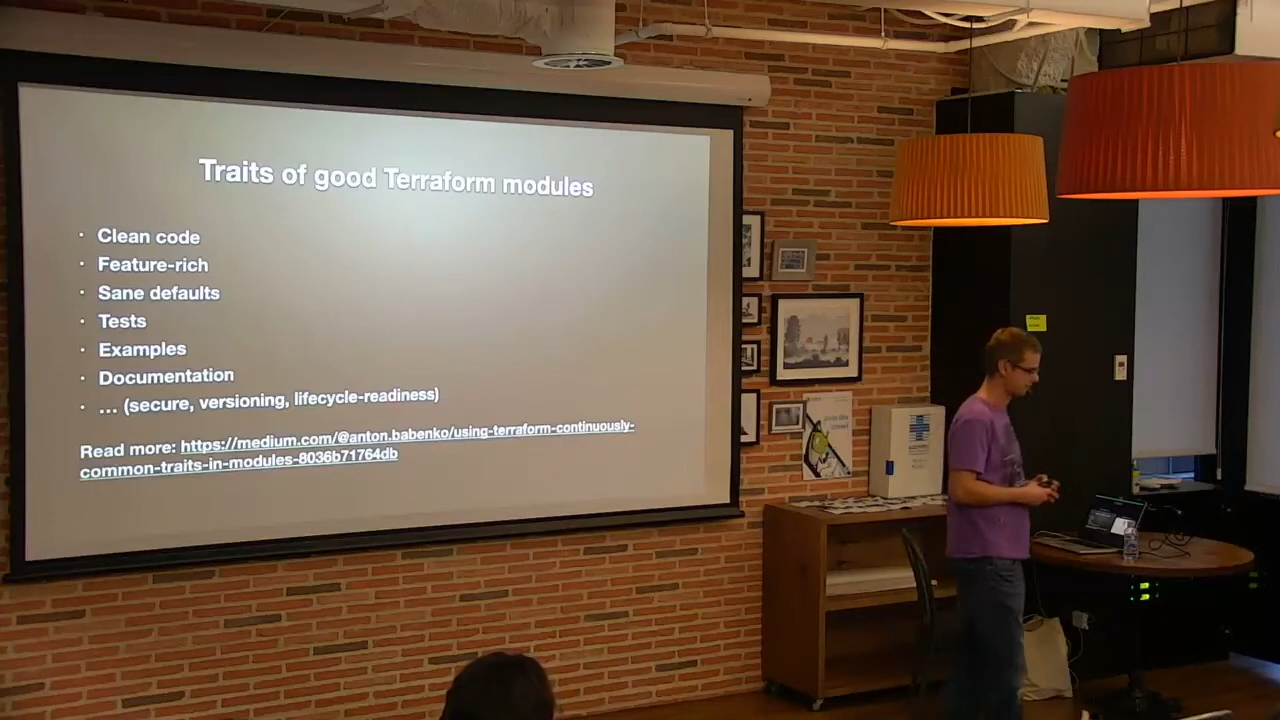 Traits of good Terraform modules
· Clean code
· Feature-rich
· Sane defaults
· Tests
· Examples
· Documentation
· … (secure, versioning, lifecycle-readiness)
Read more: https://medium.com/@anton.babenko/using-terraform-continuously-
common-traits-in-modules-8036b71764db